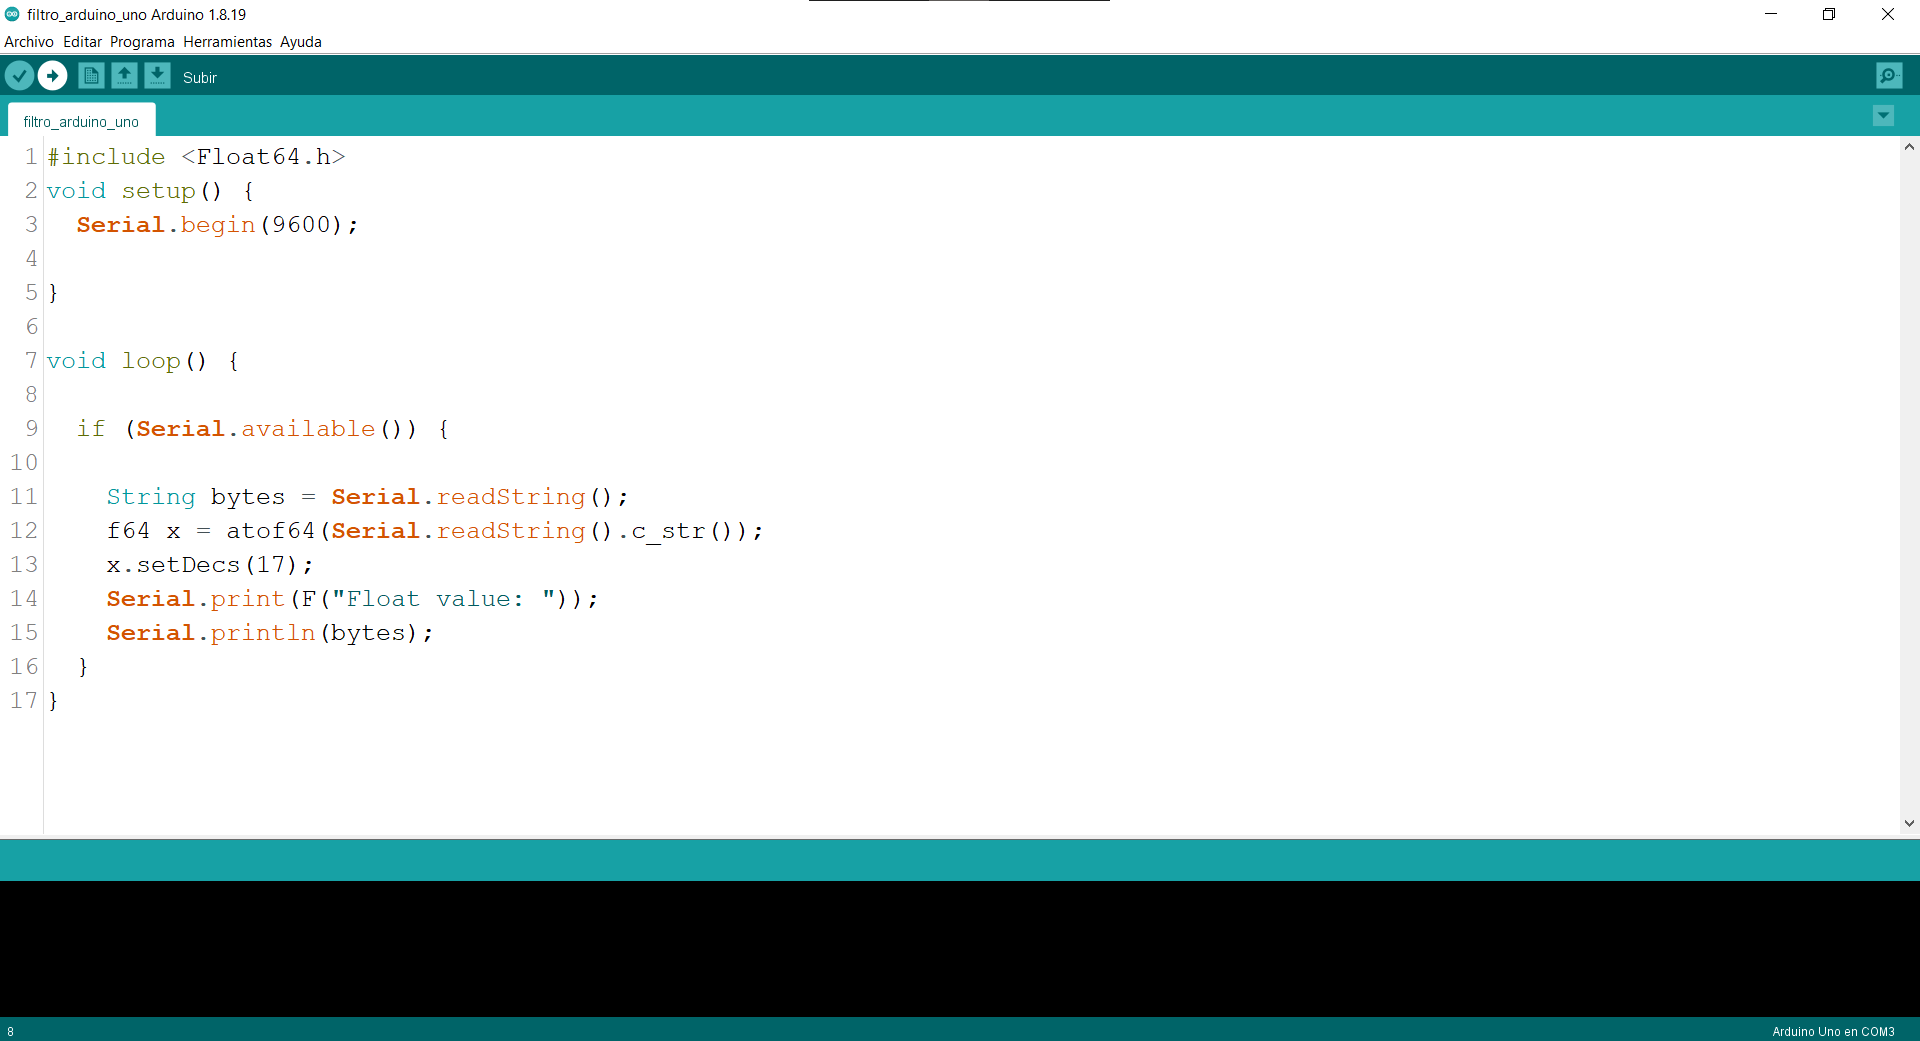 filtro_arduino_uno Arduino 1.8.19
Archivo Editar Programa Herramientas Ayuda
Subir
filtro_arduino_uno
1 #include <Float64.h>
2 void setup() {
3   Serial.begin(9600);
4
5 }
6
7 void loop() {
8
9   if (Serial.available()) {
10
11     String bytes = Serial.readString();
12     f64 x = atof64(Serial.readString().c_str());
13     x.setDecs(17);
14     Serial.print(F("Float value: "));
15     Serial.println(bytes);
16   }
17 }
8 Arduino Uno en COM3